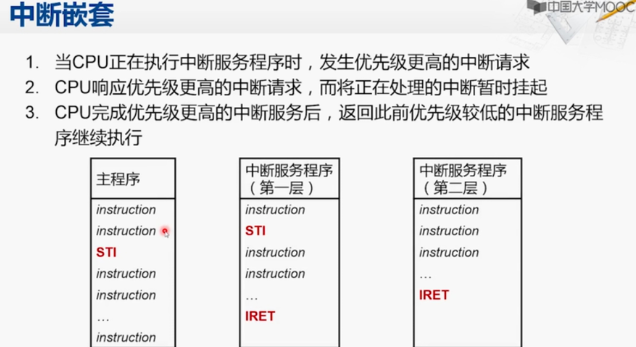 中断嵌套
中国大学MOOC
1. 当CPU正在执行中断服务程序时，发生优先级更高的中断请求
2. CPU响应优先级更高的中断请求，而将正在处理的中断暂时挂起
3. CPU完成优先级更高的中断服务后，返回此前优先级较低的中断服务程
序继续执行
主程序
instruction
instruction
STI
instruction
instruction
…
instruction
中断服务程序
（第一层）
instruction
STI
instruction
instruction
…
IRET
中断服务程序
（第二层）
instruction
instruction
instruction
…
IRET